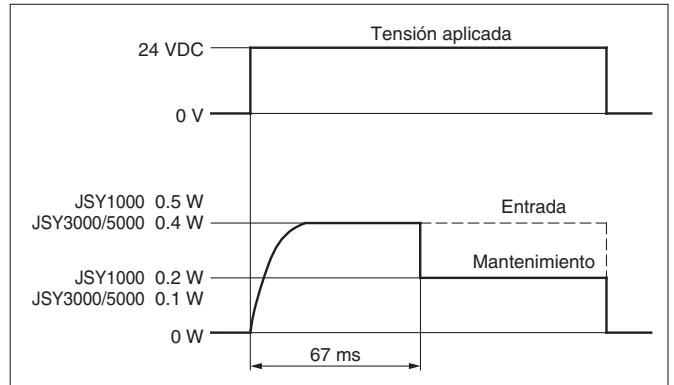 Tensión aplicada
24 VDC
0 V
JSY1000 0.5 W
JSY3000/5000 0.4 W
Entrada
Mantenimiento
JSY1000 0.2 W
JSY3000/5000 0.1 W
0 W
67 ms